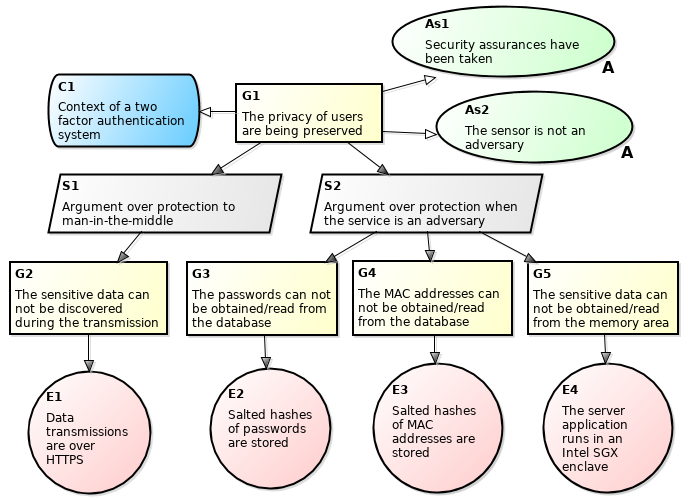 As1
Security assurances have
been taken
A
C1
Context of a two
factor authentication
system
G1
The privacy of users
are being preserved
As2
The sensor is not an
adversary
A
S1
Argument over protection to
man-in-the-middle
S2
Argument over protection when
the service is an adversary
G2
The sensitive data can
not be discovered
during the transmission
G3
The passwords can not
be obtained/read from
the database
G4
The MAC addresses can
not be obtained/read
from the database
G5
The sensitive data can
not be obtained/read
from the memory area
E1
Data
transmissions
are over
HTTPS
E2
Salted hashes
of passwords
are stored
E3
Salted hashes
of MAC
addresses are
stored
E4
The server
application
runs in an
Intel SGX
enclave